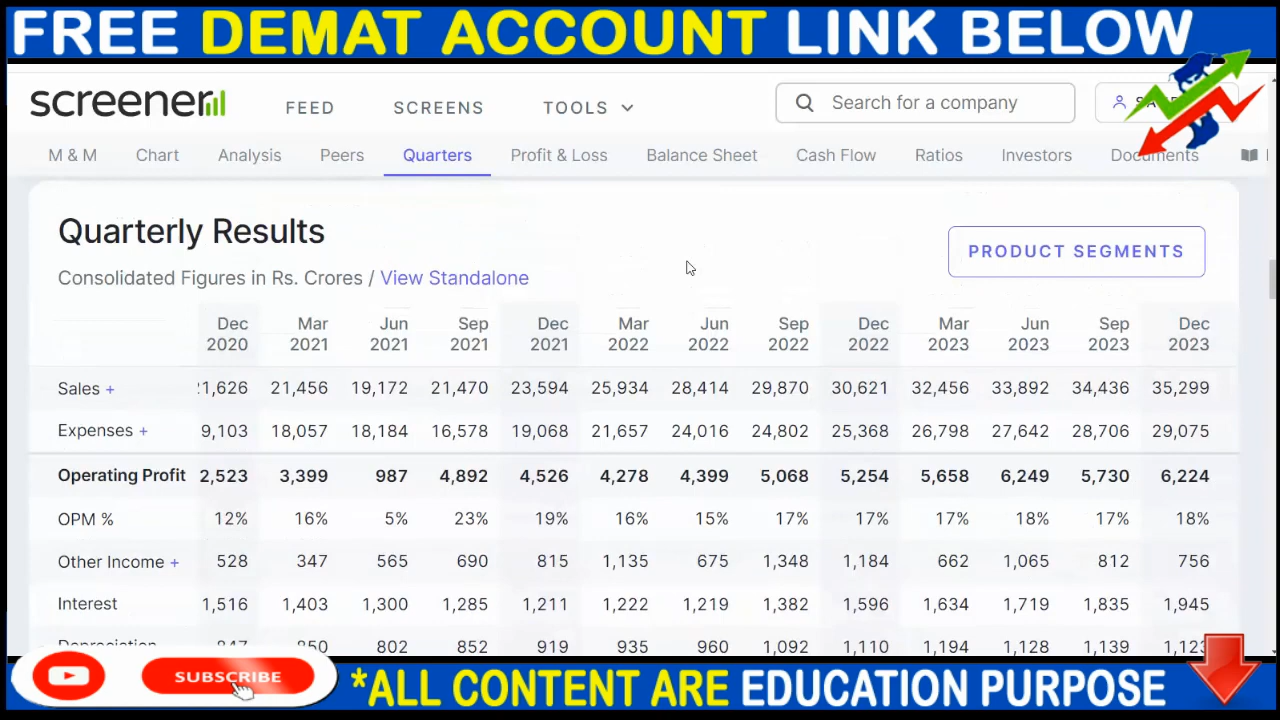 FREE DEMAT ACCOUNT LINK BELOW
screener FEED SCREENS TOOLS Search for a company
M & M Chart Analysis Peers Quarters Profit & Loss Balance Sheet Cash Flow Ratios Investors Documents
Quarterly Results
PRODUCT SEGMENTS
Consolidated Figures in Rs. Crores / View Standalone
Dec Mar Jun Sep Dec Mar Jun Sep Dec Mar Jun Sep Dec
2020 2021 2021 2021 2021 2022 2022 2022 2022 2023 2023 2023 2023
Sales + 1,626 21,456 19,172 21,470 23,594 25,934 28,414 29,870 30,621 32,456 33,892 34,436 35,299
Expenses + 9,103 18,057 18,184 16,578 19,068 21,657 24,016 24,802 25,368 26,798 27,642 28,706 29,075
Operating Profit 2,523 3,399 987 4,892 4,526 4,278 4,399 5,068 5,254 5,658 6,249 5,730 6,224
OPM % 12% 16% 5% 23% 19% 16% 15% 17% 17% 17% 18% 17% 18%
Other Income + 528 347 565 690 815 1,135 675 1,348 1,184 662 1,065 812 756
Interest 1,516 1,403 1,300 1,285 1,211 1,222 1,219 1,382 1,596 1,634 1,719 1,835 1,945
Depreciation 847 850 802 852 919 935 960 1,092 1,110 1,194 1,128 1,139 1,123
SUBSCRIBE
*ALL CONTENT ARE EDUCATION PURPOSE